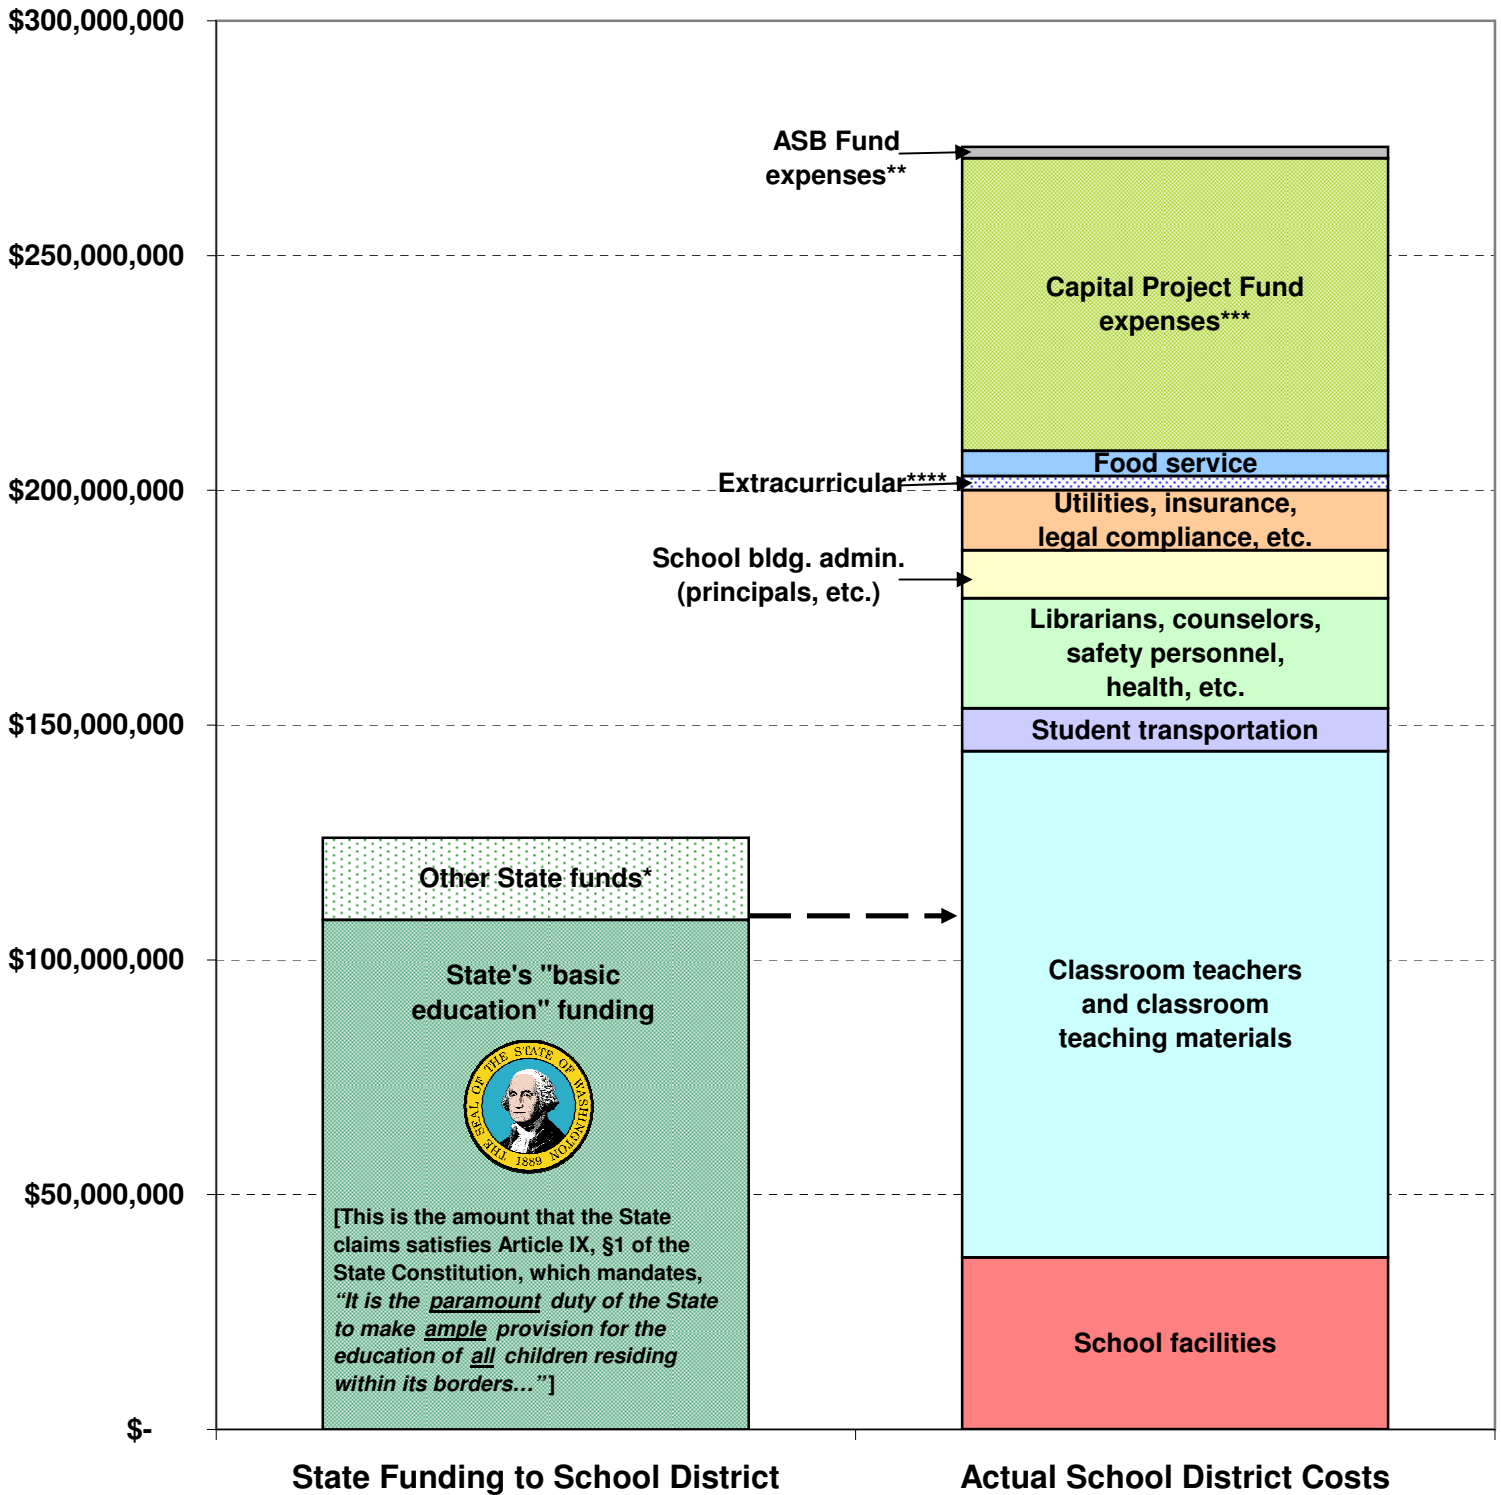 $300,000,000
$250,000,000
$200,000,000
$150,000,000
$100,000,000
$50,000,000
$-
ASB Fund
expenses**
Capital Project Fund
expenses***
Food service
Extracurricular****
Utilities, insurance,
legal compliance, etc.
School bldg. admin.
(principals, etc.)
Librarians, counselors,
safety personnel,
health, etc.
Student transportation
Other State funds*
State's "basic
education" funding
THE SEAL OF THE STATE OF WASHINGTON
1889
[This is the amount that the State
claims satisfies Article IX, §1 of the
State Constitution, which mandates,
“It is the paramount duty of the State
to make ample provision for the
education of all children residing
within its borders…”]
Classroom teachers
and classroom
teaching materials
School facilities
State Funding to School District
Actual School District Costs